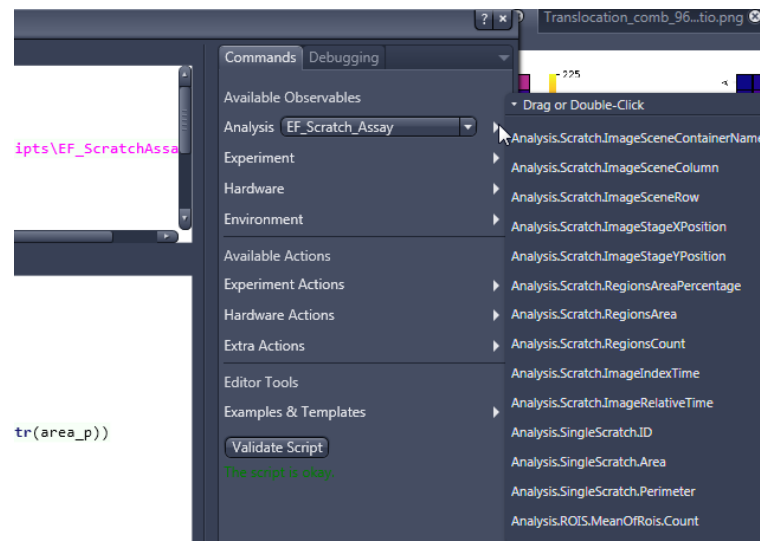 ? x
Translocation_comb_96...tio.png
Commands Debugging
225
Available Observables
Drag or Double-Click
Analysis EF_Scratch_Assay
Analysis.Scratch.ImageSceneContainerName
ipts\EF_ScratchAssa
Experiment
Analysis.Scratch.ImageSceneColumn
Hardware
Analysis.Scratch.ImageSceneRow
Environment
Analysis.Scratch.ImageStageXPosition
Available Actions
Analysis.Scratch.ImageStageYPosition
Experiment Actions
Analysis.Scratch.RegionsAreaPercentage
Hardware Actions
Analysis.Scratch.RegionsArea
Extra Actions
Analysis.Scratch.RegionsCount
Editor Tools
Analysis.Scratch.ImageIndexTime
Examples & Templates
Analysis.Scratch.ImageRelativeTime
tr(area_p))
Analysis.SingleScratch.ID
Validate Script
Analysis.SingleScratch.Area
The script is okay.
Analysis.SingleScratch.Perimeter
Analysis.ROIS.MeanOfRois.Count